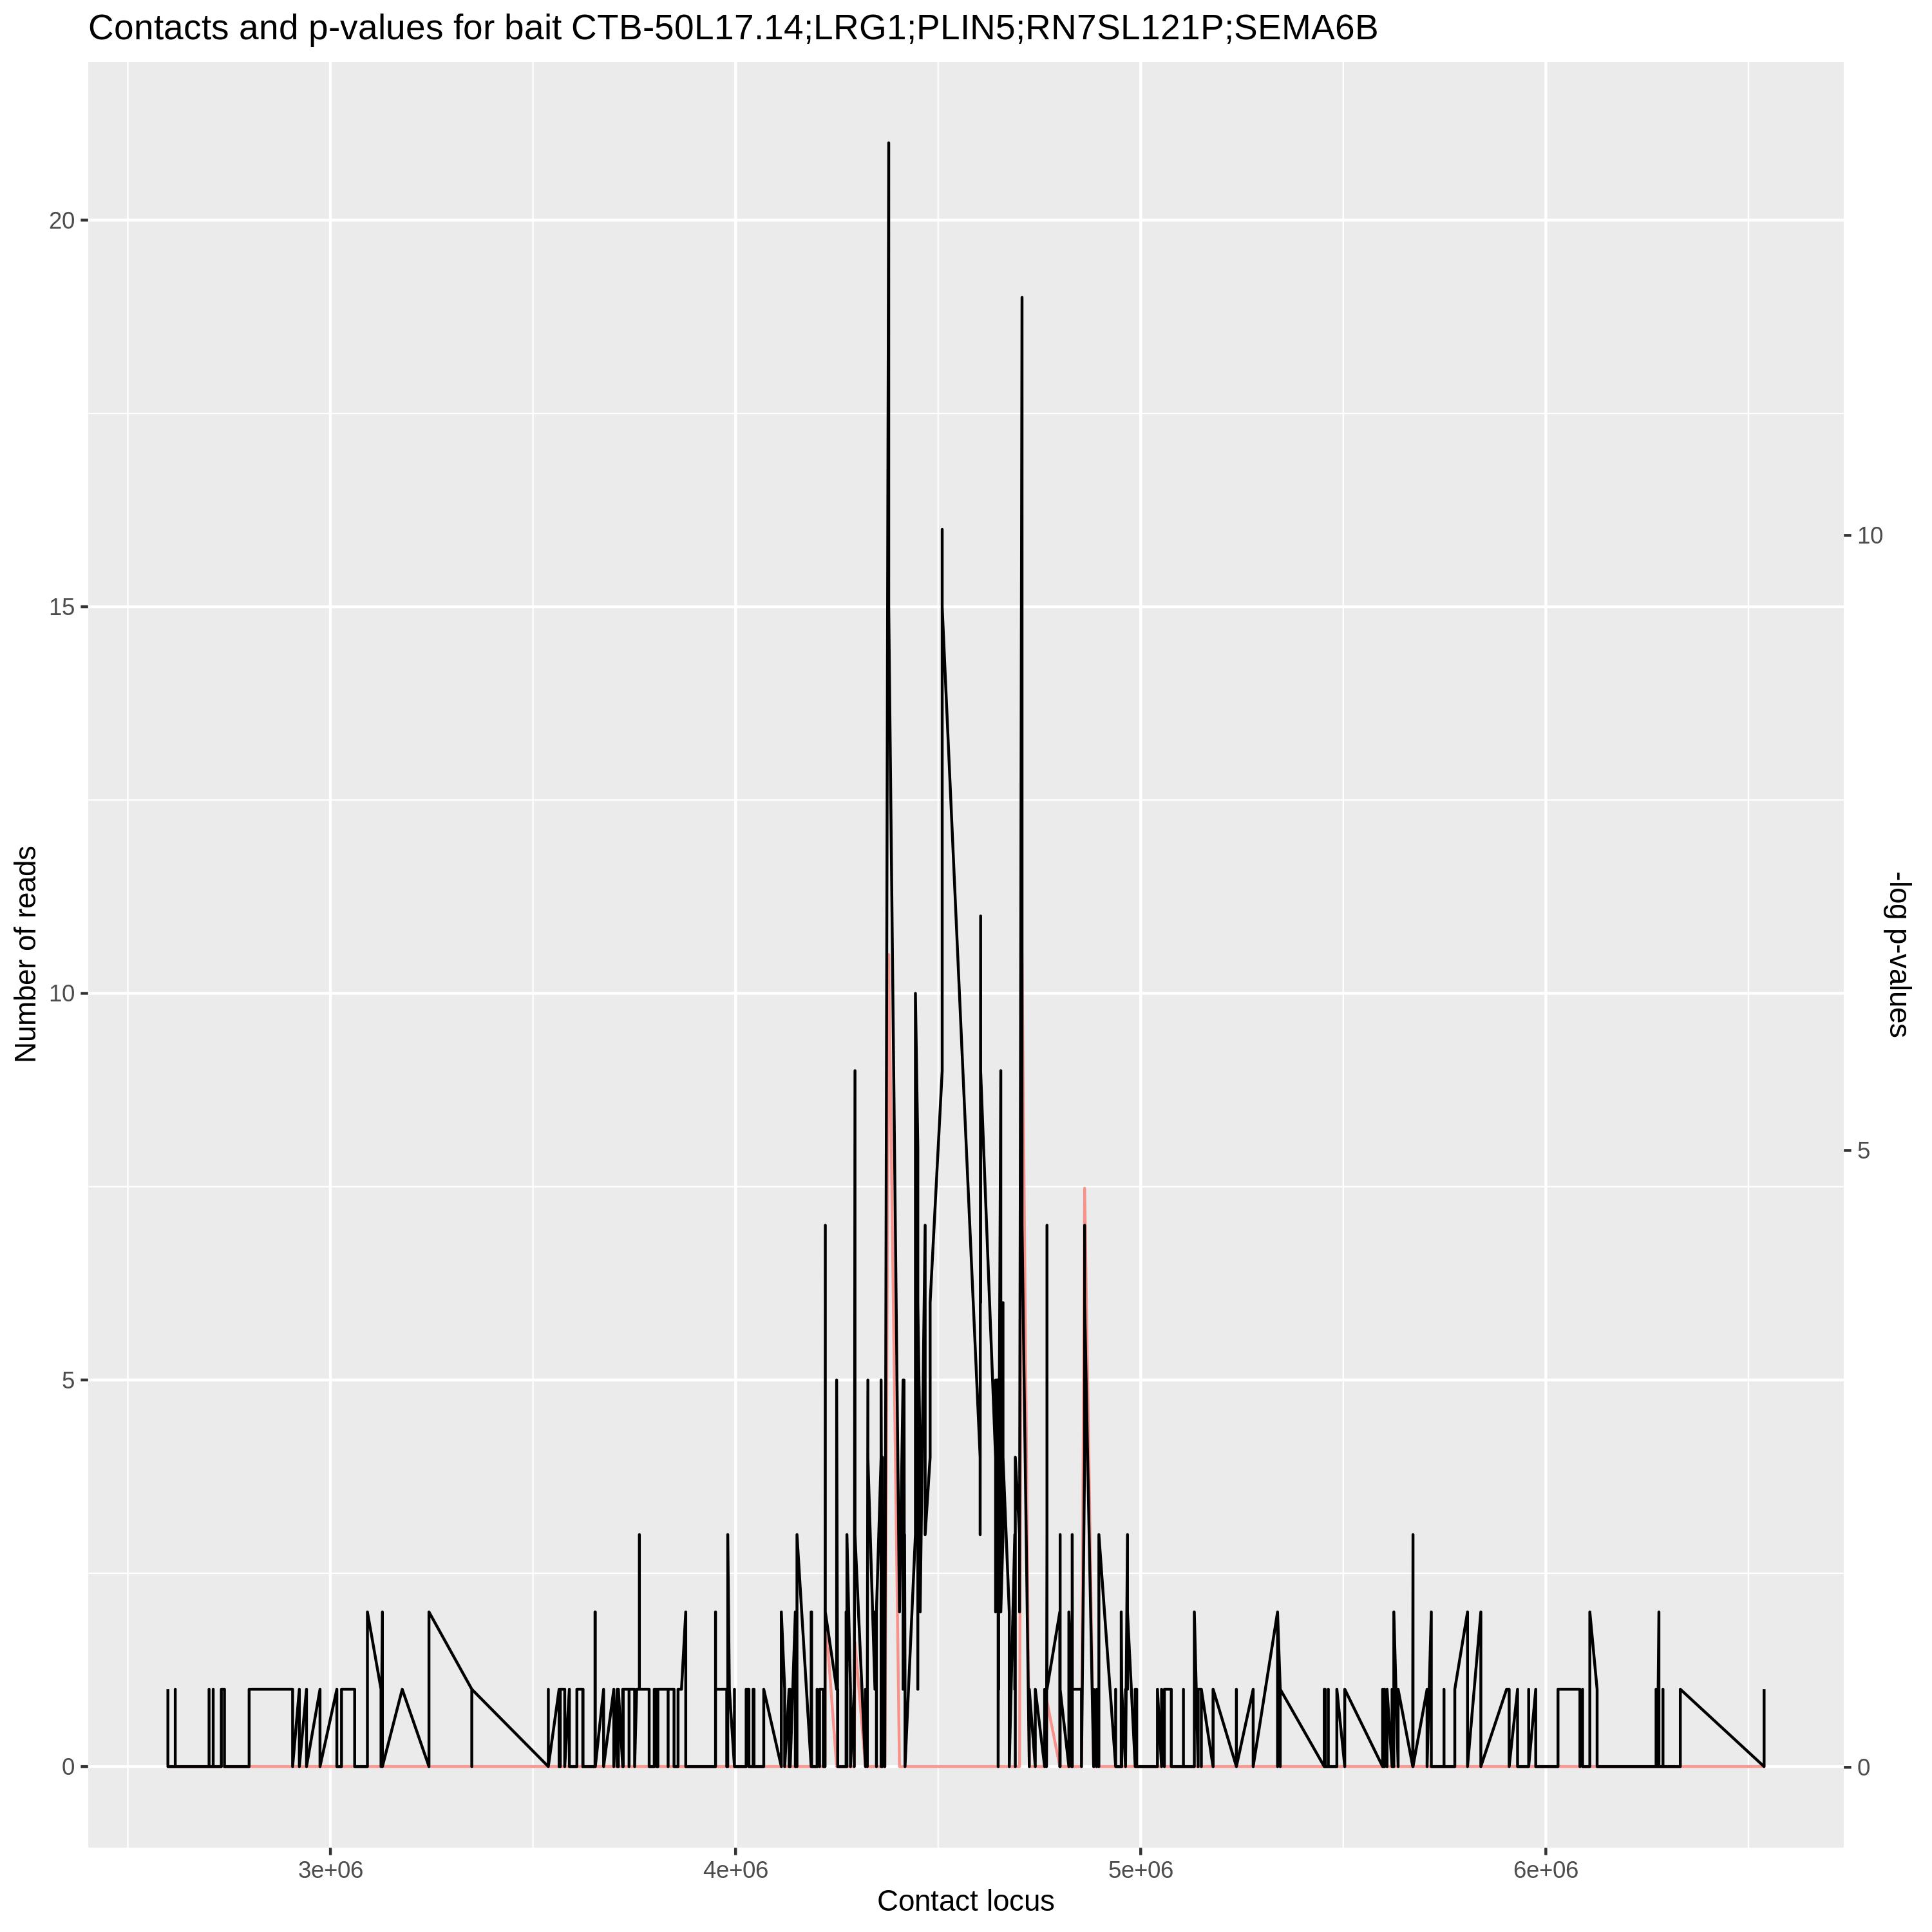 Contacts and p-values for bait CTB-50L17.14;LRG1;PLIN5;RN7SL121P;SEMA6B
20
15
10
5
0
Number of reads
10
5
0
-log p-values
3e+06 4e+06 5e+06 6e+06
Contact locus